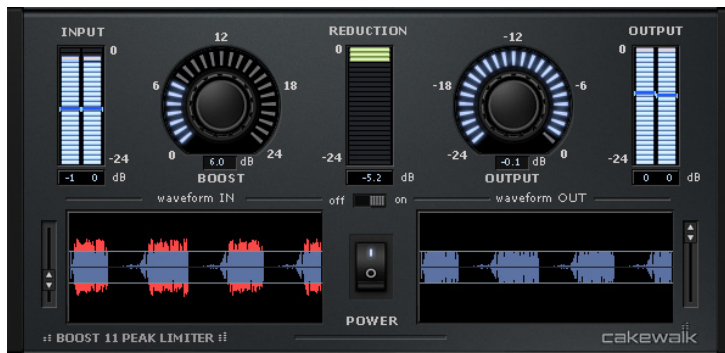 INPUT
0
-24
-1 0 dB
12
6
18
0
24
6.0 dB
BOOST
REDUCTION
0
-24
-5.2 dB
-12
-18
-6
-24
0
-0.1 dB
OUTPUT
OUTPUT
0
-24
0 0 dB
waveform IN
off on
waveform OUT
POWER
BOOST 11 PEAK LIMITER
cakewalk